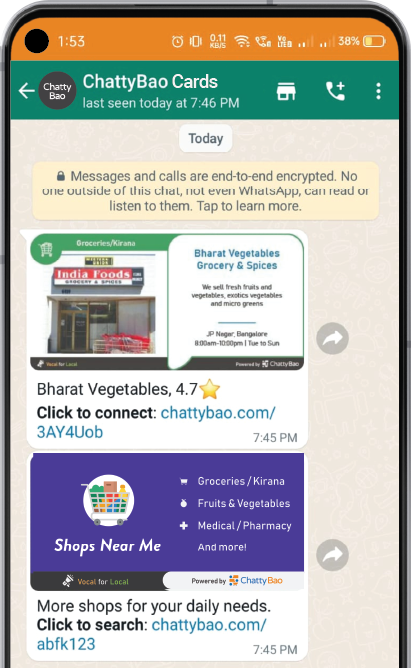 1:53
0.11
KB/S
Vo
LTE
38%
Chatty
Bao
ChattyBao Cards
last seen today at 7:46 PM
Today
Messages and calls are end-to-end encrypted. No
one outside of this chat, not even WhatsApp, can read or
listen to them. Tap to learn more.
Groceries/Kirana
India Foods
GROCERY & SPICES
Bharat Vegetables
Grocery & Spices
We sell fresh fruits and
vegetables, exotics vegetables
and micro greens
JP Nagar, Bangalore
8:00am-10:00pm | Tue to Sun
Vocal for Local
Powered by ChattyBao
Bharat Vegetables, 4.7⭐
Click to connect: chattybao.com/
3AY4Uob
7:45 PM
Groceries / Kirana
Fruits & Vegetables
Medical / Pharmacy
And more!
Shops Near Me
Vocal for Local
Powered by ChattyBao
More shops for your daily needs.
Click to search: chattybao.com/
abfk123
7:45 PM